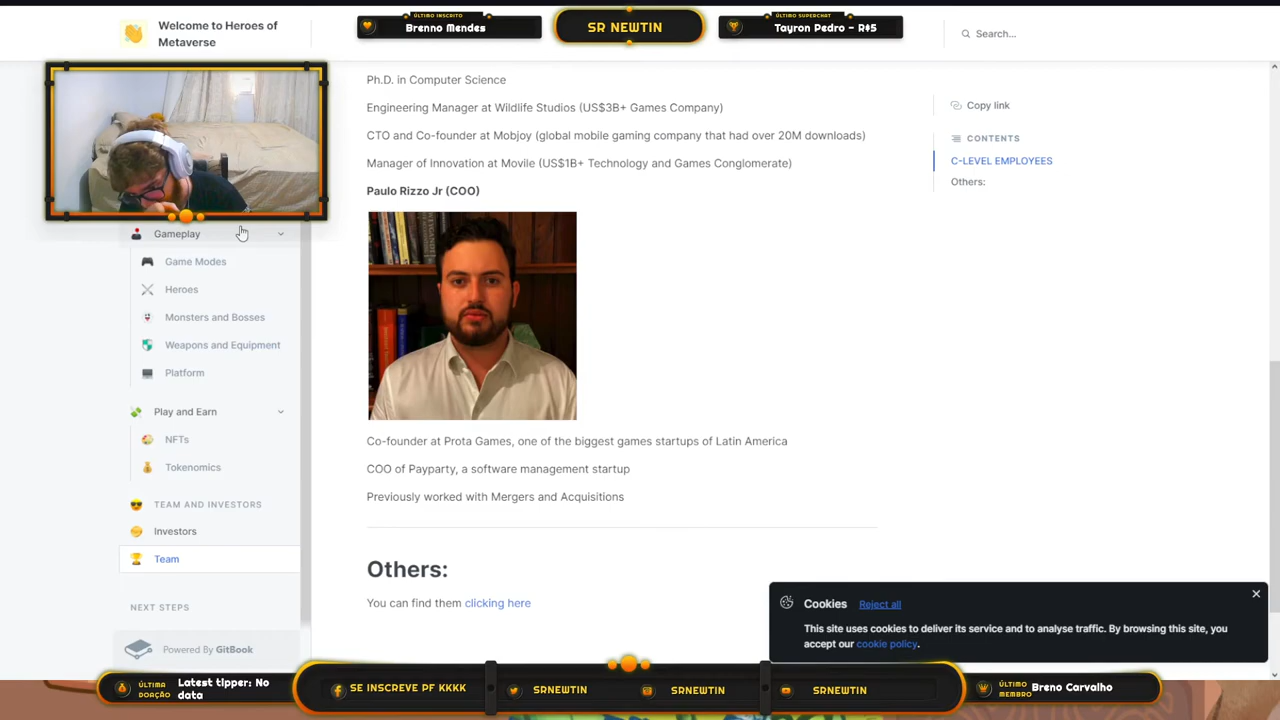 Welcome to Heroes of
Metaverse
ÚLTIMO INSCRITO
Brenno Mendes
SR NEWTIN
ÚLTIMO SUPERCHAT
Tayron Pedro - R$5
Search...
Ph.D. in Computer Science
Engineering Manager at Wildlife Studios (US$3B+ Games Company)
CTO and Co-founder at Mobjoy (global mobile gaming company that had over 20M downloads)
Manager of Innovation at Movile (US$1B+ Technology and Games Conglomerate)
Paulo Rizzo Jr (COO)
Co-founder at Prota Games, one of the biggest games startups of Latin America
COO of Payparty, a software management startup
Previously worked with Mergers and Acquisitions
Others:
You can find them clicking here
Copy link
CONTENTS
C-LEVEL EMPLOYEES
Others:
Gameplay
Game Modes
Heroes
Monsters and Bosses
Weapons and Equipment
Platform
Play and Earn
NFTs
Tokenomics
TEAM AND INVESTORS
Investors
Team
NEXT STEPS
Powered By GitBook
Cookies Reject all
This site uses cookies to deliver its service and to analyse traffic. By browsing this site, you
accept our cookie policy.
ÚLTIMA
DOAÇÃO
Latest tipper: No
data
SE INSCREVE PF KKKK
SRNEWTIN
SRNEWTIN
SRNEWTIN
ÚLTIMO
MEMBRO
Breno Carvalho